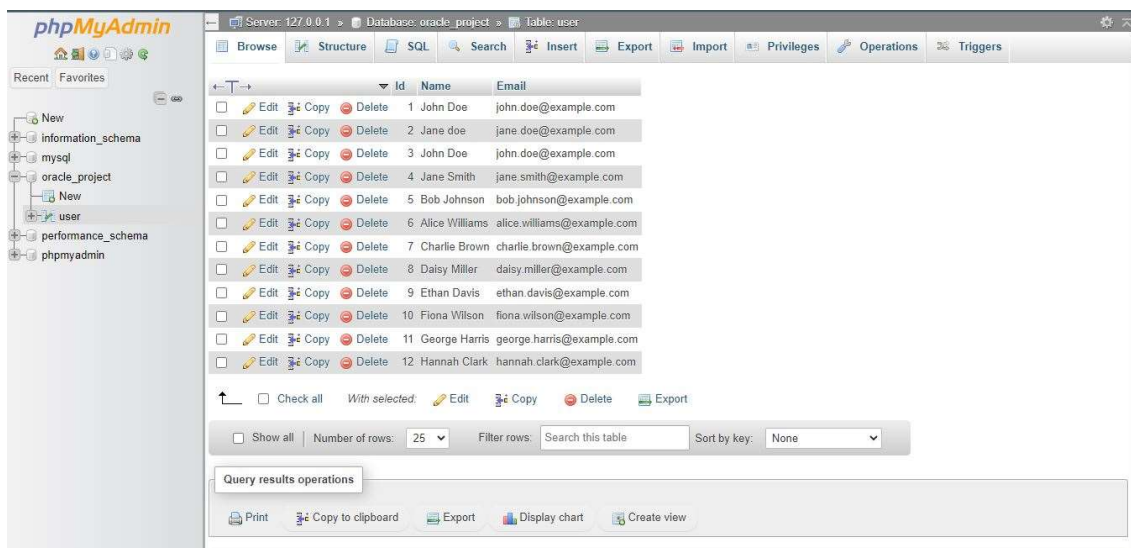 phpMyAdmin
Recent Favorites
New
information_schema
mysql
oracle_project
New
user
performance_schema
phpmyadmin
Server: 127.0.0.1 » Database: oracle_project » Table: user
Browse Structure SQL Search Insert Export Import Privileges Operations Triggers
Id Name Email
Edit Copy Delete 1 John Doe john.doe@example.com
Edit Copy Delete 2 Jane doe jane.doe@example.com
Edit Copy Delete 3 John Doe john.doe@example.com
Edit Copy Delete 4 Jane Smith jane.smith@example.com
Edit Copy Delete 5 Bob Johnson bob.johnson@example.com
Edit Copy Delete 6 Alice Williams alice.williams@example.com
Edit Copy Delete 7 Charlie Brown charlie.brown@example.com
Edit Copy Delete 8 Daisy Miller daisy.miller@example.com
Edit Copy Delete 9 Ethan Davis ethan.davis@example.com
Edit Copy Delete 10 Fiona Wilson fiona.wilson@example.com
Edit Copy Delete 11 George Harris george.harris@example.com
Edit Copy Delete 12 Hannah Clark hannah.clark@example.com
Check all With selected: Edit Copy Delete Export
Show all Number of rows: 25 Filter rows: Search this table Sort by key: None
Query results operations
Print Copy to clipboard Export Display chart Create view